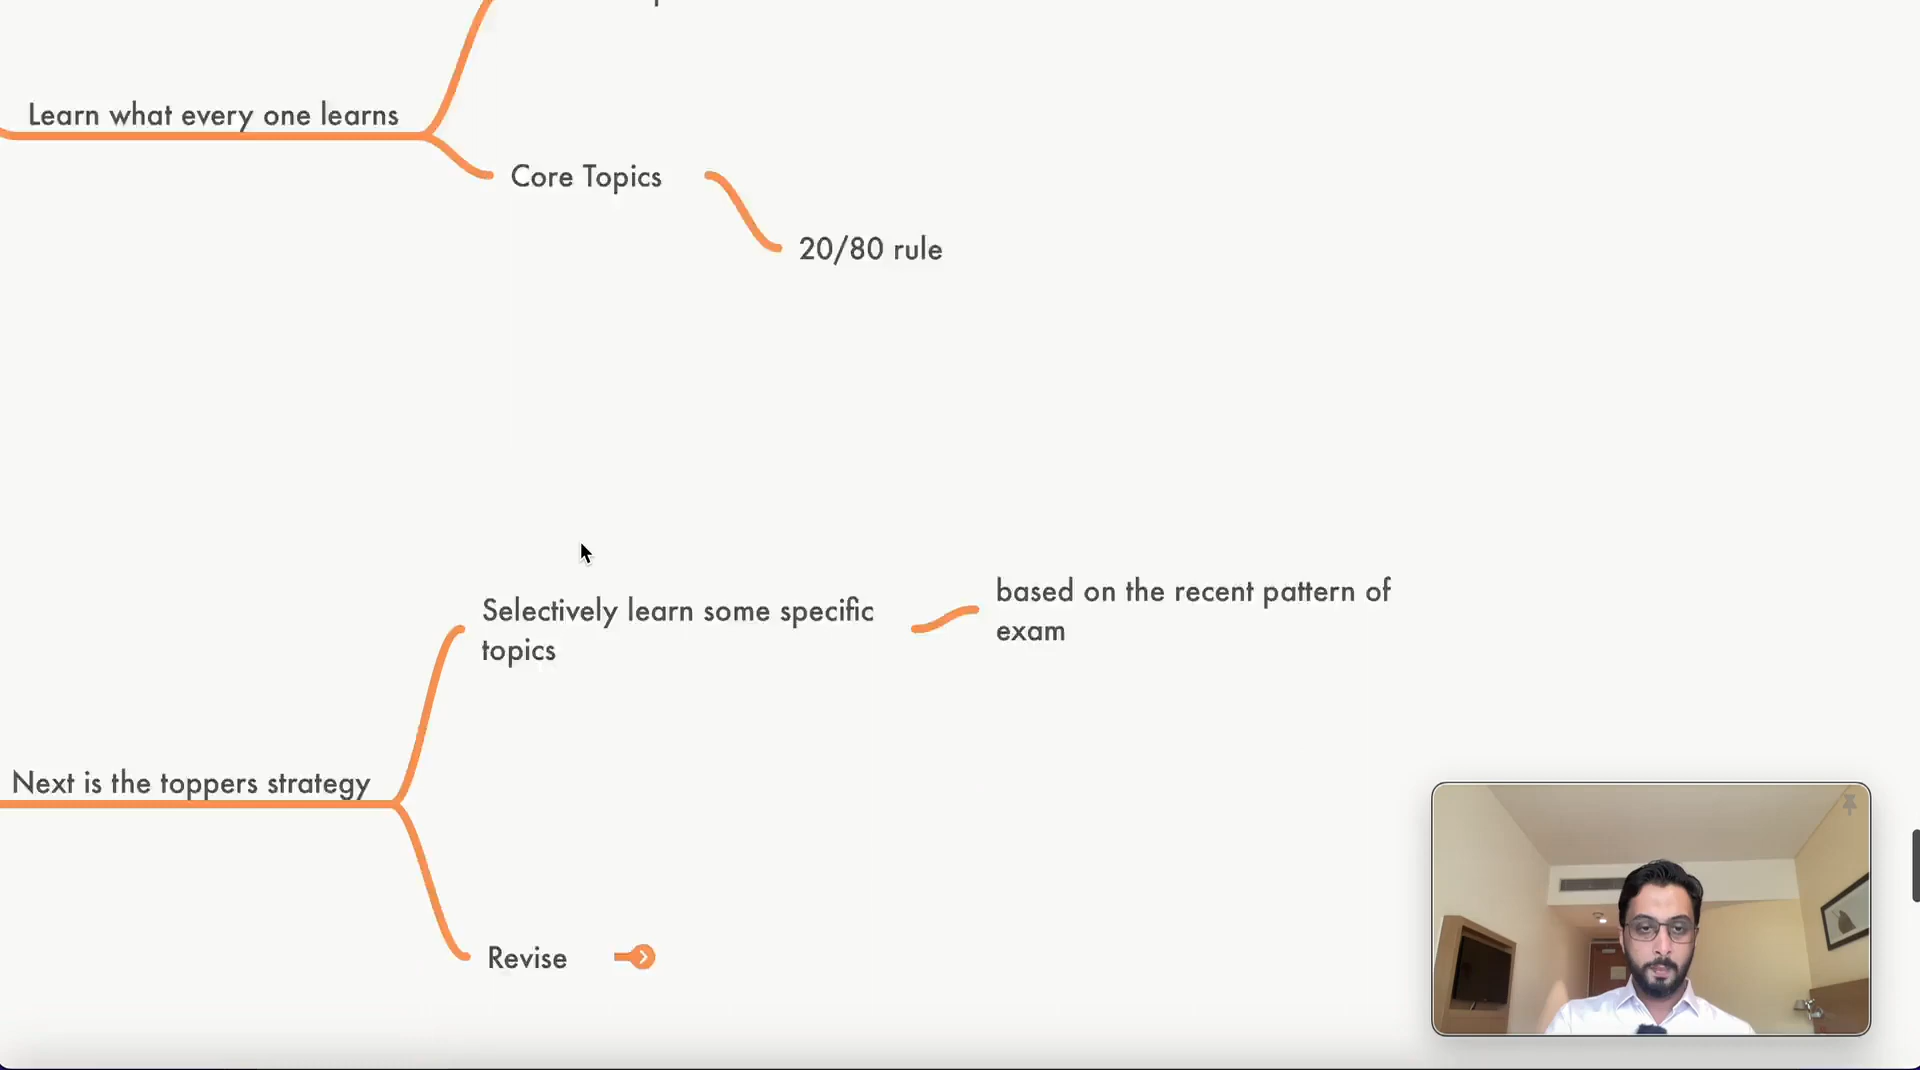 Learn what every one learns
Core Topics
20/80 rule
Selectively learn some specific
topics
based on the recent pattern of
exam
Next is the toppers strategy
Revise